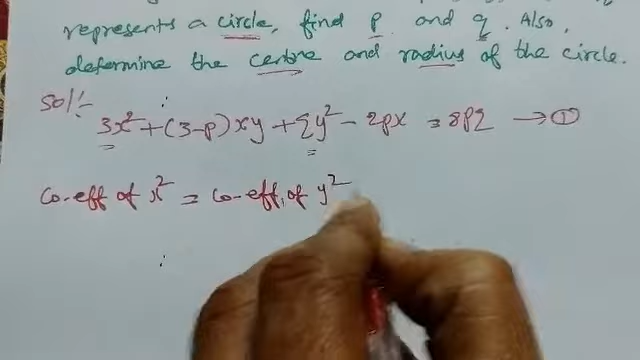 represents a circle, find p and q. Also,
determine the centre and radius of the circle.
Sol:-
3x² + (3-p)xy + qy² - 2px = 8pq → ①
co-eff of x² = co-eff. of y²